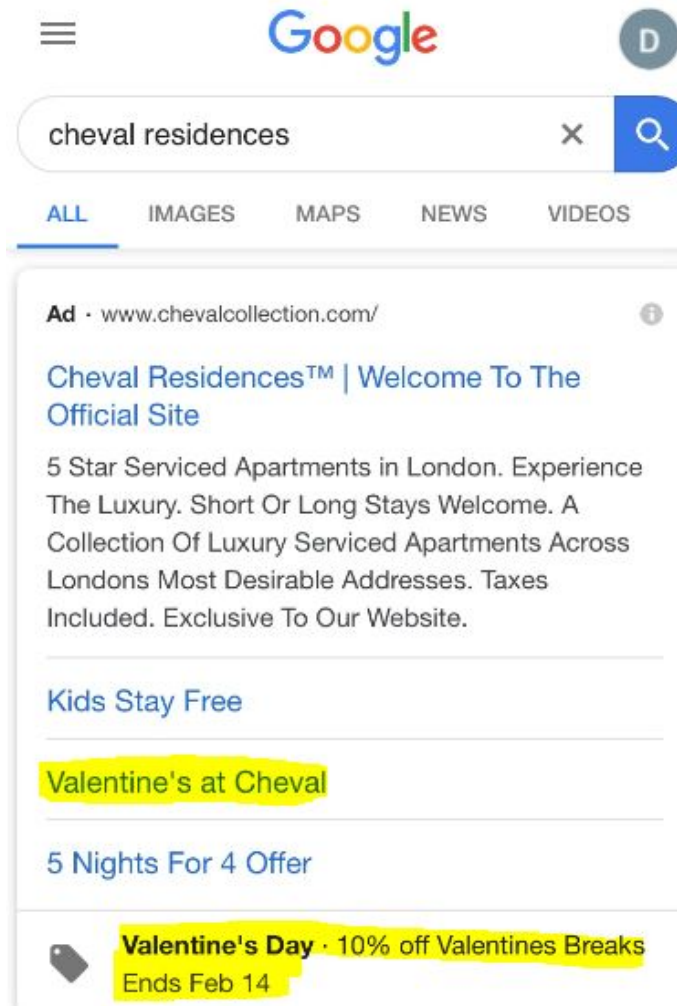 Google
D
cheval residences
ALL IMAGES MAPS NEWS VIDEOS
Ad · www.chevalcollection.com/
Cheval Residences™ | Welcome To The
Official Site
5 Star Serviced Apartments in London. Experience
The Luxury. Short Or Long Stays Welcome. A
Collection Of Luxury Serviced Apartments Across
Londons Most Desirable Addresses. Taxes
Included. Exclusive To Our Website.
Kids Stay Free
Valentine's at Cheval
5 Nights For 4 Offer
Valentine's Day · 10% off Valentines Breaks
Ends Feb 14